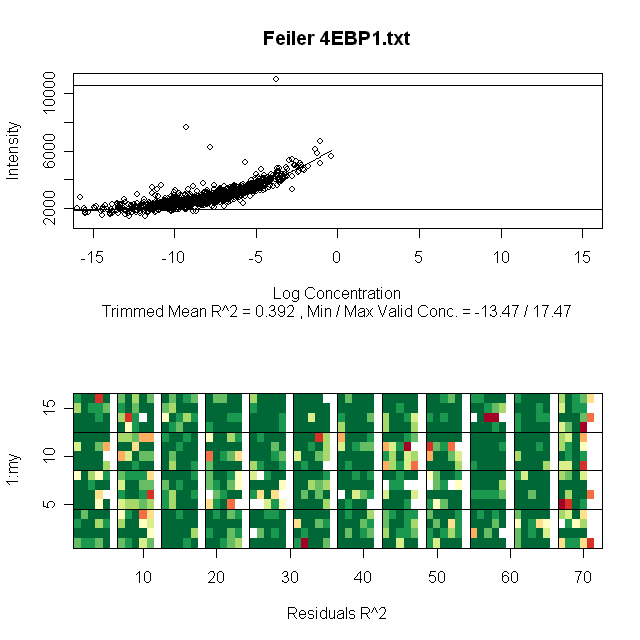 Feiler 4EBP1.txt
Intensity
10000
6000
2000
-15 -10 -5 0 5 10 15
Log Concentration
Trimmed Mean R^2 = 0.392 , Min / Max Valid Conc. = -13.47 / 17.47
1:my
15
10
5
10 20 30 40 50 60 70
Residuals R^2